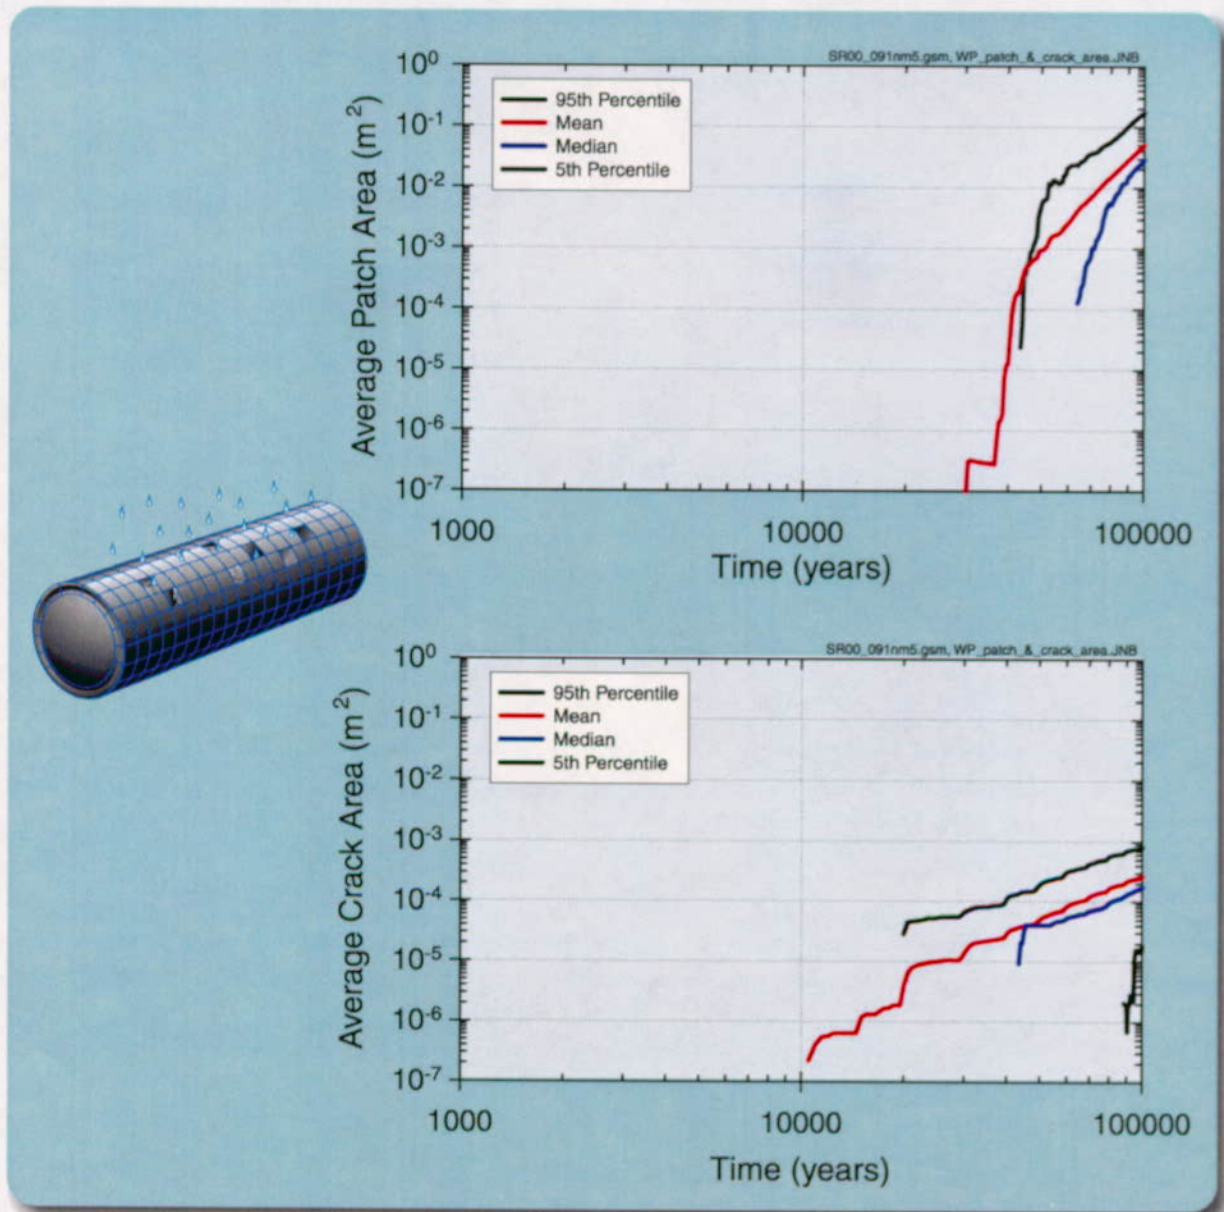 SR00_091nm5.gsm, WP_patch_&_crack_area.JNB
Average Patch Area (m²)
10⁰
10⁻¹
10⁻²
10⁻³
10⁻⁴
10⁻⁵
10⁻⁶
10⁻⁷
95th Percentile
Mean
Median
5th Percentile
1000 10000 100000
Time (years)
SR00_091nm5.gsm, WP_patch_&_crack_area.JNB
Average Crack Area (m²)
10⁰
10⁻¹
10⁻²
10⁻³
10⁻⁴
10⁻⁵
10⁻⁶
10⁻⁷
95th Percentile
Mean
Median
5th Percentile
1000 10000 100000
Time (years)